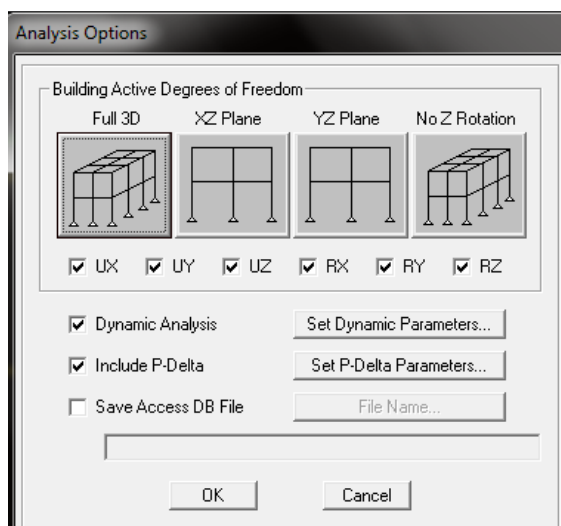 Analysis Options
Building Active Degrees of Freedom
Full 3D XZ Plane YZ Plane No Z Rotation
UX UY UZ RX RY RZ
Dynamic Analysis Set Dynamic Parameters...
Include P-Delta Set P-Delta Parameters...
Save Access DB File File Name...
OK Cancel